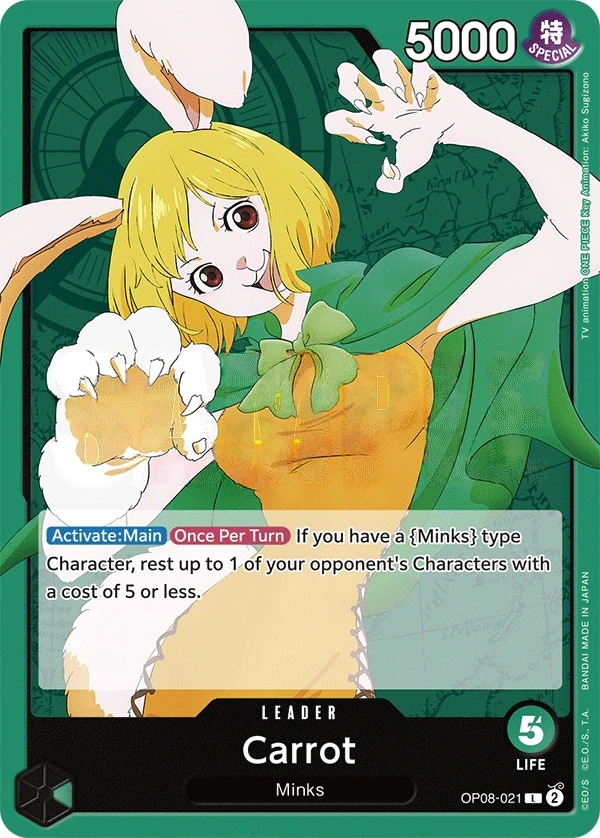 5000
特
SPECIAL
TV animation ONE PIECE Key Animation: Akiko Sugizono
Activate:Main Once Per Turn If you have a {Minks} type
Character, rest up to 1 of your opponent's Characters with
a cost of 5 or less.
LEADER
Carrot
Minks
5
LIFE
OP08-021 L 2
©E.O./S., T.A. BANDAI MADE IN JAPAN
©EO/S